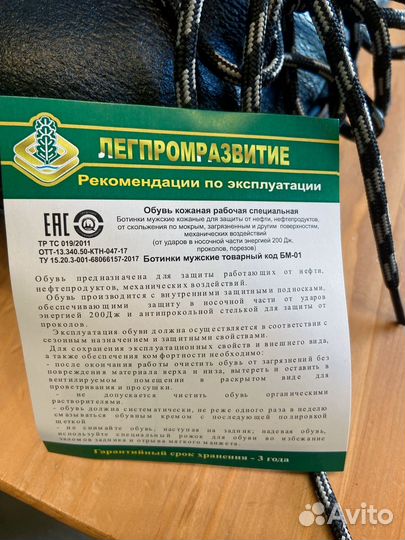 ЛЕГПРОМРАЗВИТИЕ
Рекомендации по эксплуатации
Обувь кожаная рабочая специальная
Ботинки мужские кожаные для защиты от нефти, нефтепродуктов,
от скольжения по мокрым, загрязненным и другим поверхностям,
механических воздействий
(от ударов в носочной части энергией 200 Дж,
проколов, порезов)
ЕАС
ТР ТС 019/2011
ОТТ-13.340.50-КТН-047-17
ТУ 15.20.3-001-68066157-2017 Ботинки мужские товарный код БМ-01
Обувь предназначена для защиты работающих от нефти,
нефтепродуктов, механических воздействий.
Обувь производится с внутренними защитными подносками,
обеспечивающими защиту в носочной части от ударов
энергией 200Дж и антипрокольной стелькой для защиты от
проколов.
Эксплуатация обуви должна осуществляется в соответствии с
сезонным назначением и защитными свойствами.
Для сохранения эксплуатационных свойств и внешнего вида,
а также обеспечения комфортности необходимо:
- после окончания работы очистить обувь от загрязнений без
повреждения материала верха и низа, вытереть и оставить в
вентилируемом помещении в раскрытом виде для
проветривания и просушки.
- не допускается чистить обувь органическими
растворителями.
- обувь должна систематически, не реже одного раза в неделю
смазываться обувным кремом с последующей полировкой
щеткой
- не снимайте обувь, наступая на задник; надевая обувь,
используйте специальный рожок для обуви во избежание
заломов задника и отрыва мягкого манжета.
Гарантийный срок хранения - 3 года
Avito